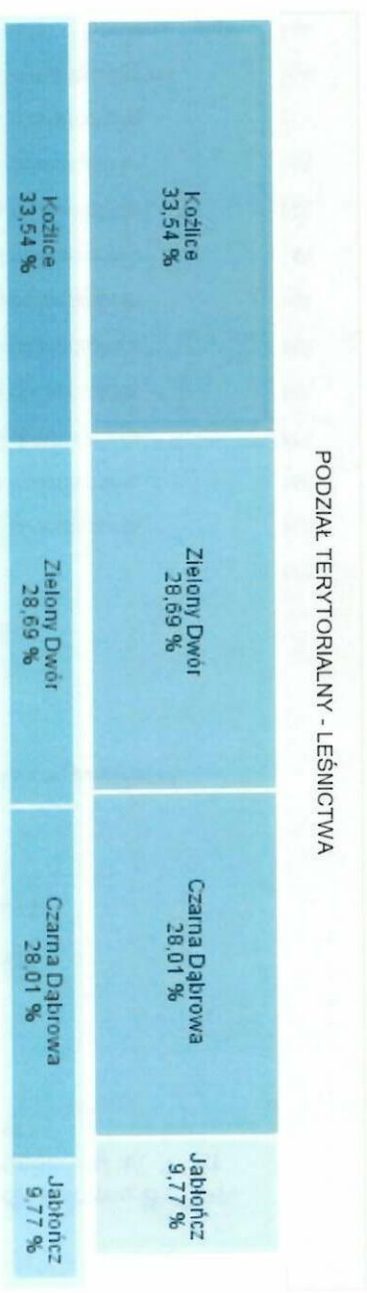 PODZIAŁ TERYTORIALNY - LEŚNICTWA
Koźlice
33,54 %
Zielony Dwór
28,69 %
Czarna Dąbrowa
28,01 %
Jabłończ
9,77 %
Koźlice
33,54 %
Zielony Dwór
28,69 %
Czarna Dąbrowa
28,01 %
Jabłończ
9,77 %